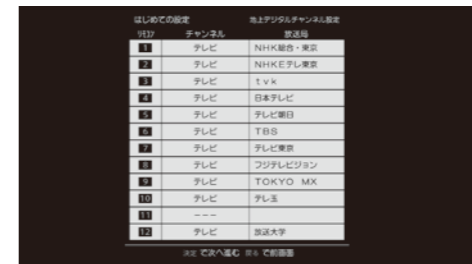 はじめての設定 地上デジタルチャンネル設定
リモコン チャンネル 放送局
1 テレビ NHK総合・東京
2 テレビ NHKEテレ東京
3 テレビ tvk
4 テレビ 日本テレビ
5 テレビ テレビ朝日
6 テレビ TBS
7 テレビ テレビ東京
8 テレビ フジテレビジョン
9 テレビ TOKYO MX
10 テレビ テレ玉
11 ---
12 テレビ 放送大学
決定 で次へ進む 戻る で前画面